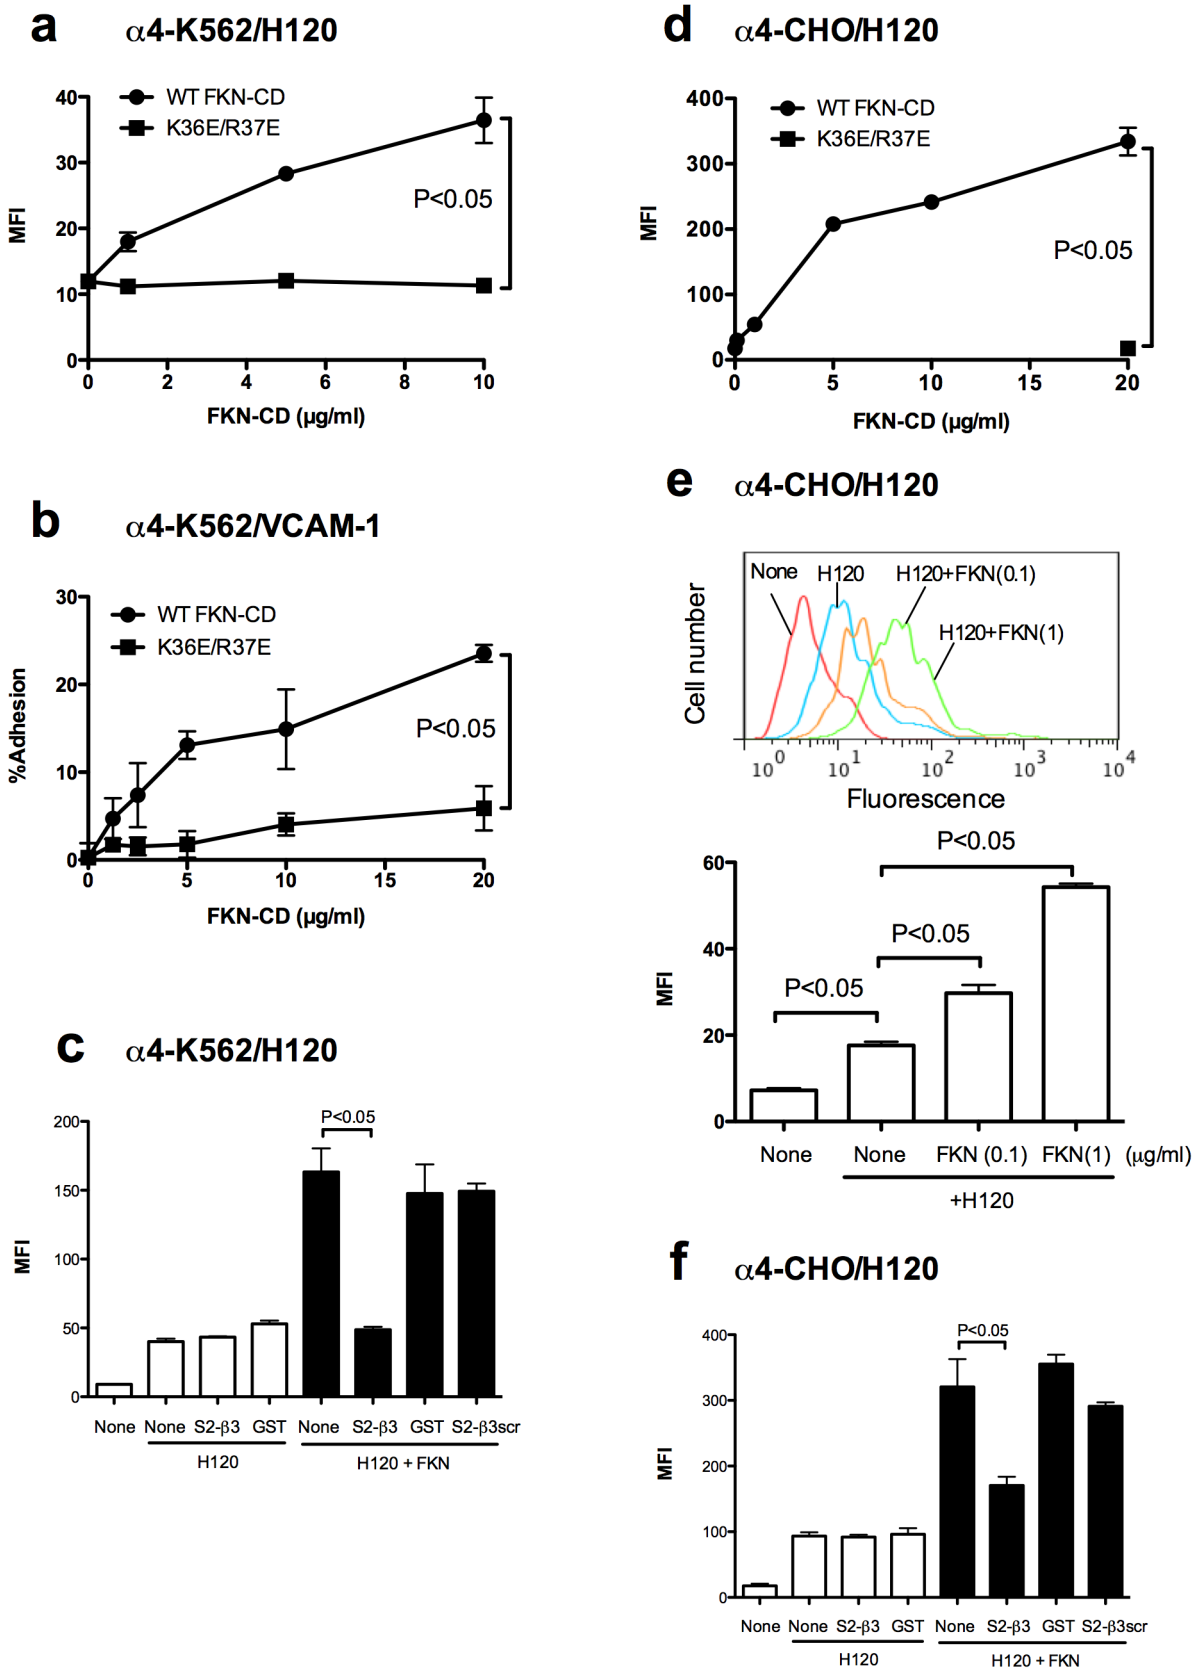 a α4-K562/H120
40
30
20
10
0
MFI
WT FKN-CD
K36E/R37E
P<0.05
0 2 4 6 8 10
FKN-CD (µg/ml)
b α4-K562/VCAM-1
30
20
10
0
%Adhesion
WT FKN-CD
K36E/R37E
P<0.05
0 5 10 15 20
FKN-CD (µg/ml)
c α4-K562/H120
200
150
100
50
0
MFI
P<0.05
None None S2-β3 GST None S2-β3 GST S2-β3scr
H120 H120 + FKN
d α4-CHO/H120
400
300
200
100
0
MFI
WT FKN-CD
K36E/R37E
P<0.05
0 5 10 15 20
FKN-CD (µg/ml)
e α4-CHO/H120
None H120 H120+FKN(0.1)
H120+FKN(1)
Cell number
10⁰ 10¹ 10² 10³ 10⁴
Fluorescence
P<0.05
P<0.05
P<0.05
60
40
20
0
MFI
None None FKN (0.1) FKN(1) (µg/ml)
+H120
f α4-CHO/H120
400
300
200
100
0
MFI
P<0.05
None None S2-β3 GST None S2-β3 GST S2-β3scr
H120 H120 + FKN